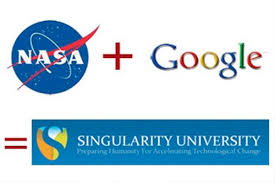 NASA + Google
= SINGULARITY UNIVERSITY
Preparing Humanity For Accelerating Technological Change